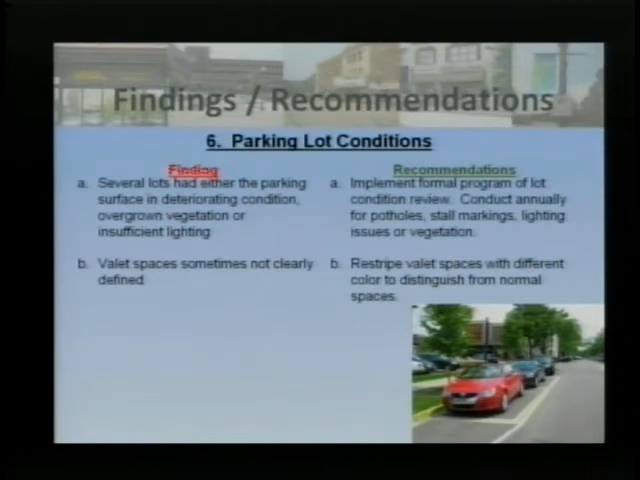 Findings / Recommendations
6. Parking Lot Conditions
Finding
a. Several lots had either the parking
surface in deteriorating condition,
overgrown vegetation or
insufficient lighting
b. Valet spaces sometimes not clearly
defined
Recommendations
a. Implement formal program of lot
condition review. Conduct annually
for potholes, stall markings, lighting
issues or vegetation.
b. Restripe valet spaces with different
color to distinguish from normal
spaces.